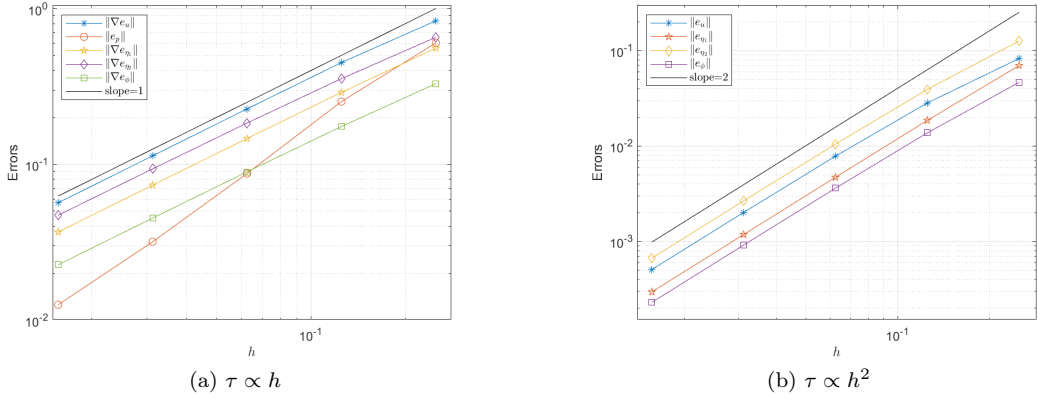 10^0
10^{-1}
10^{-2}
Errors
‖∇e_u‖
‖e_p‖
‖∇e_{η_1}‖
‖∇e_{η_2}‖
‖∇e_ϕ‖
slope=1
10^{-1}
h
(a) τ ∝ h
10^{-1}
10^{-2}
10^{-3}
Errors
‖e_u‖
‖e_{η_1}‖
‖e_{η_2}‖
‖e_ϕ‖
slope=2
10^{-1}
h
(b) τ ∝ h^2